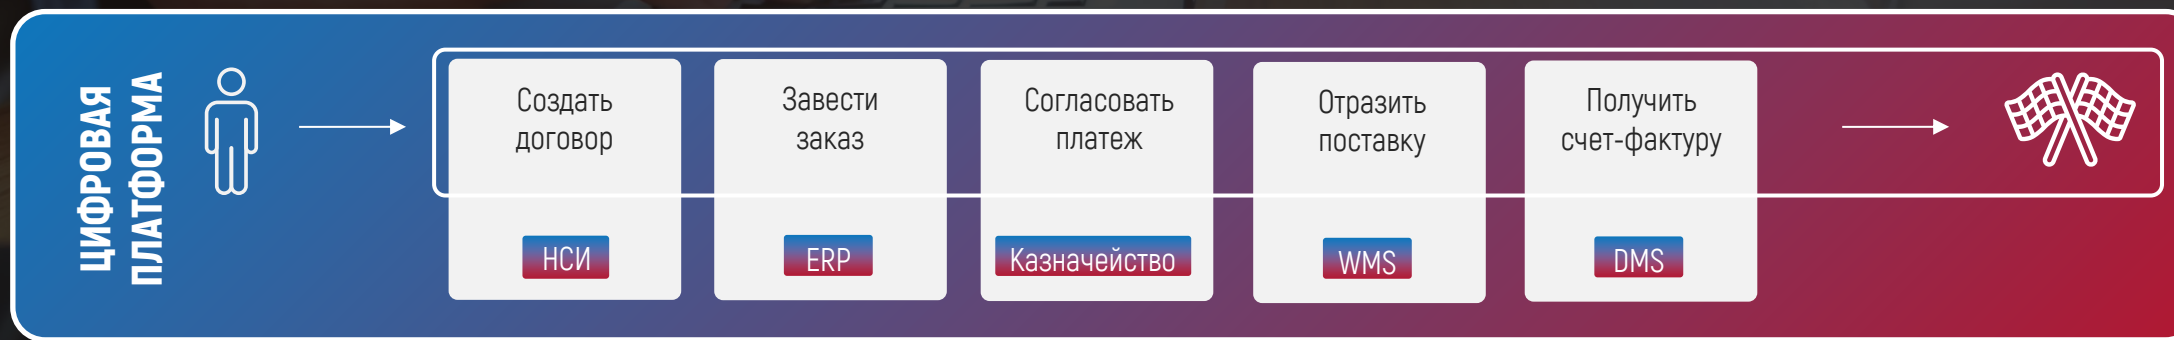 ЦИФРОВАЯ
ПЛАТФОРМА
Создать
договор
НСИ
Завести
заказ
ERP
Согласовать
платеж
Казначейство
Отразить
поставку
WMS
Получить
счет-фактуру
DMS